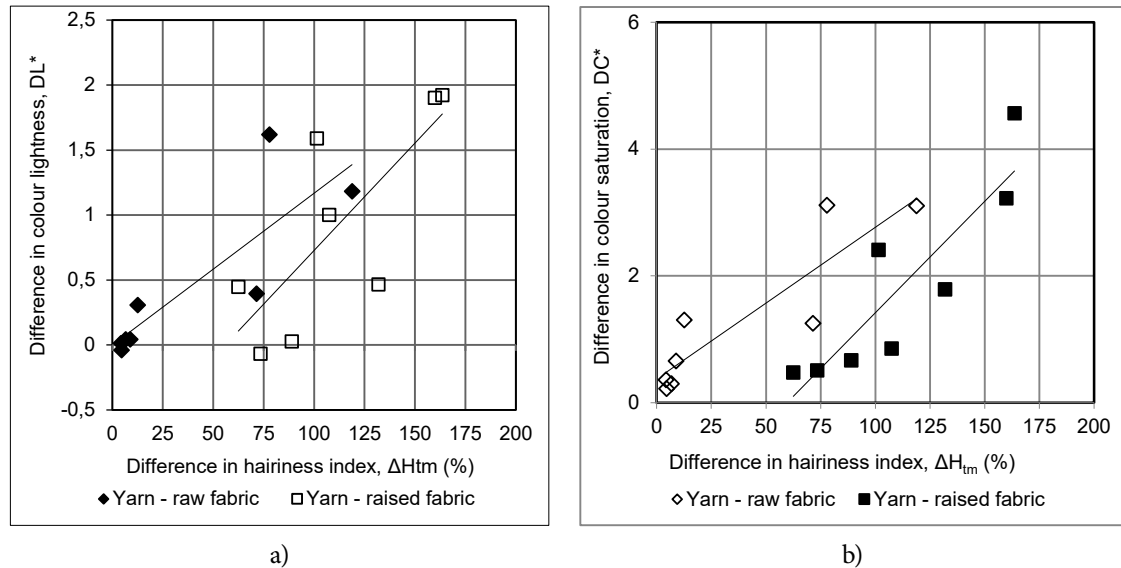 Difference in colour lightness, DL*
2,5
2
1,5
1
0,5
0
-0,5
0 25 50 75 100 125 150 175 200
Difference in hairiness index, ΔHtm (%)
Yarn - raw fabric Yarn - raised fabric
a)
Difference in colour saturation, DC*
6
4
2
0
0 25 50 75 100 125 150 175 200
Difference in hairiness index, ΔHtm (%)
Yarn - raw fabric Yarn - raised fabric
b)